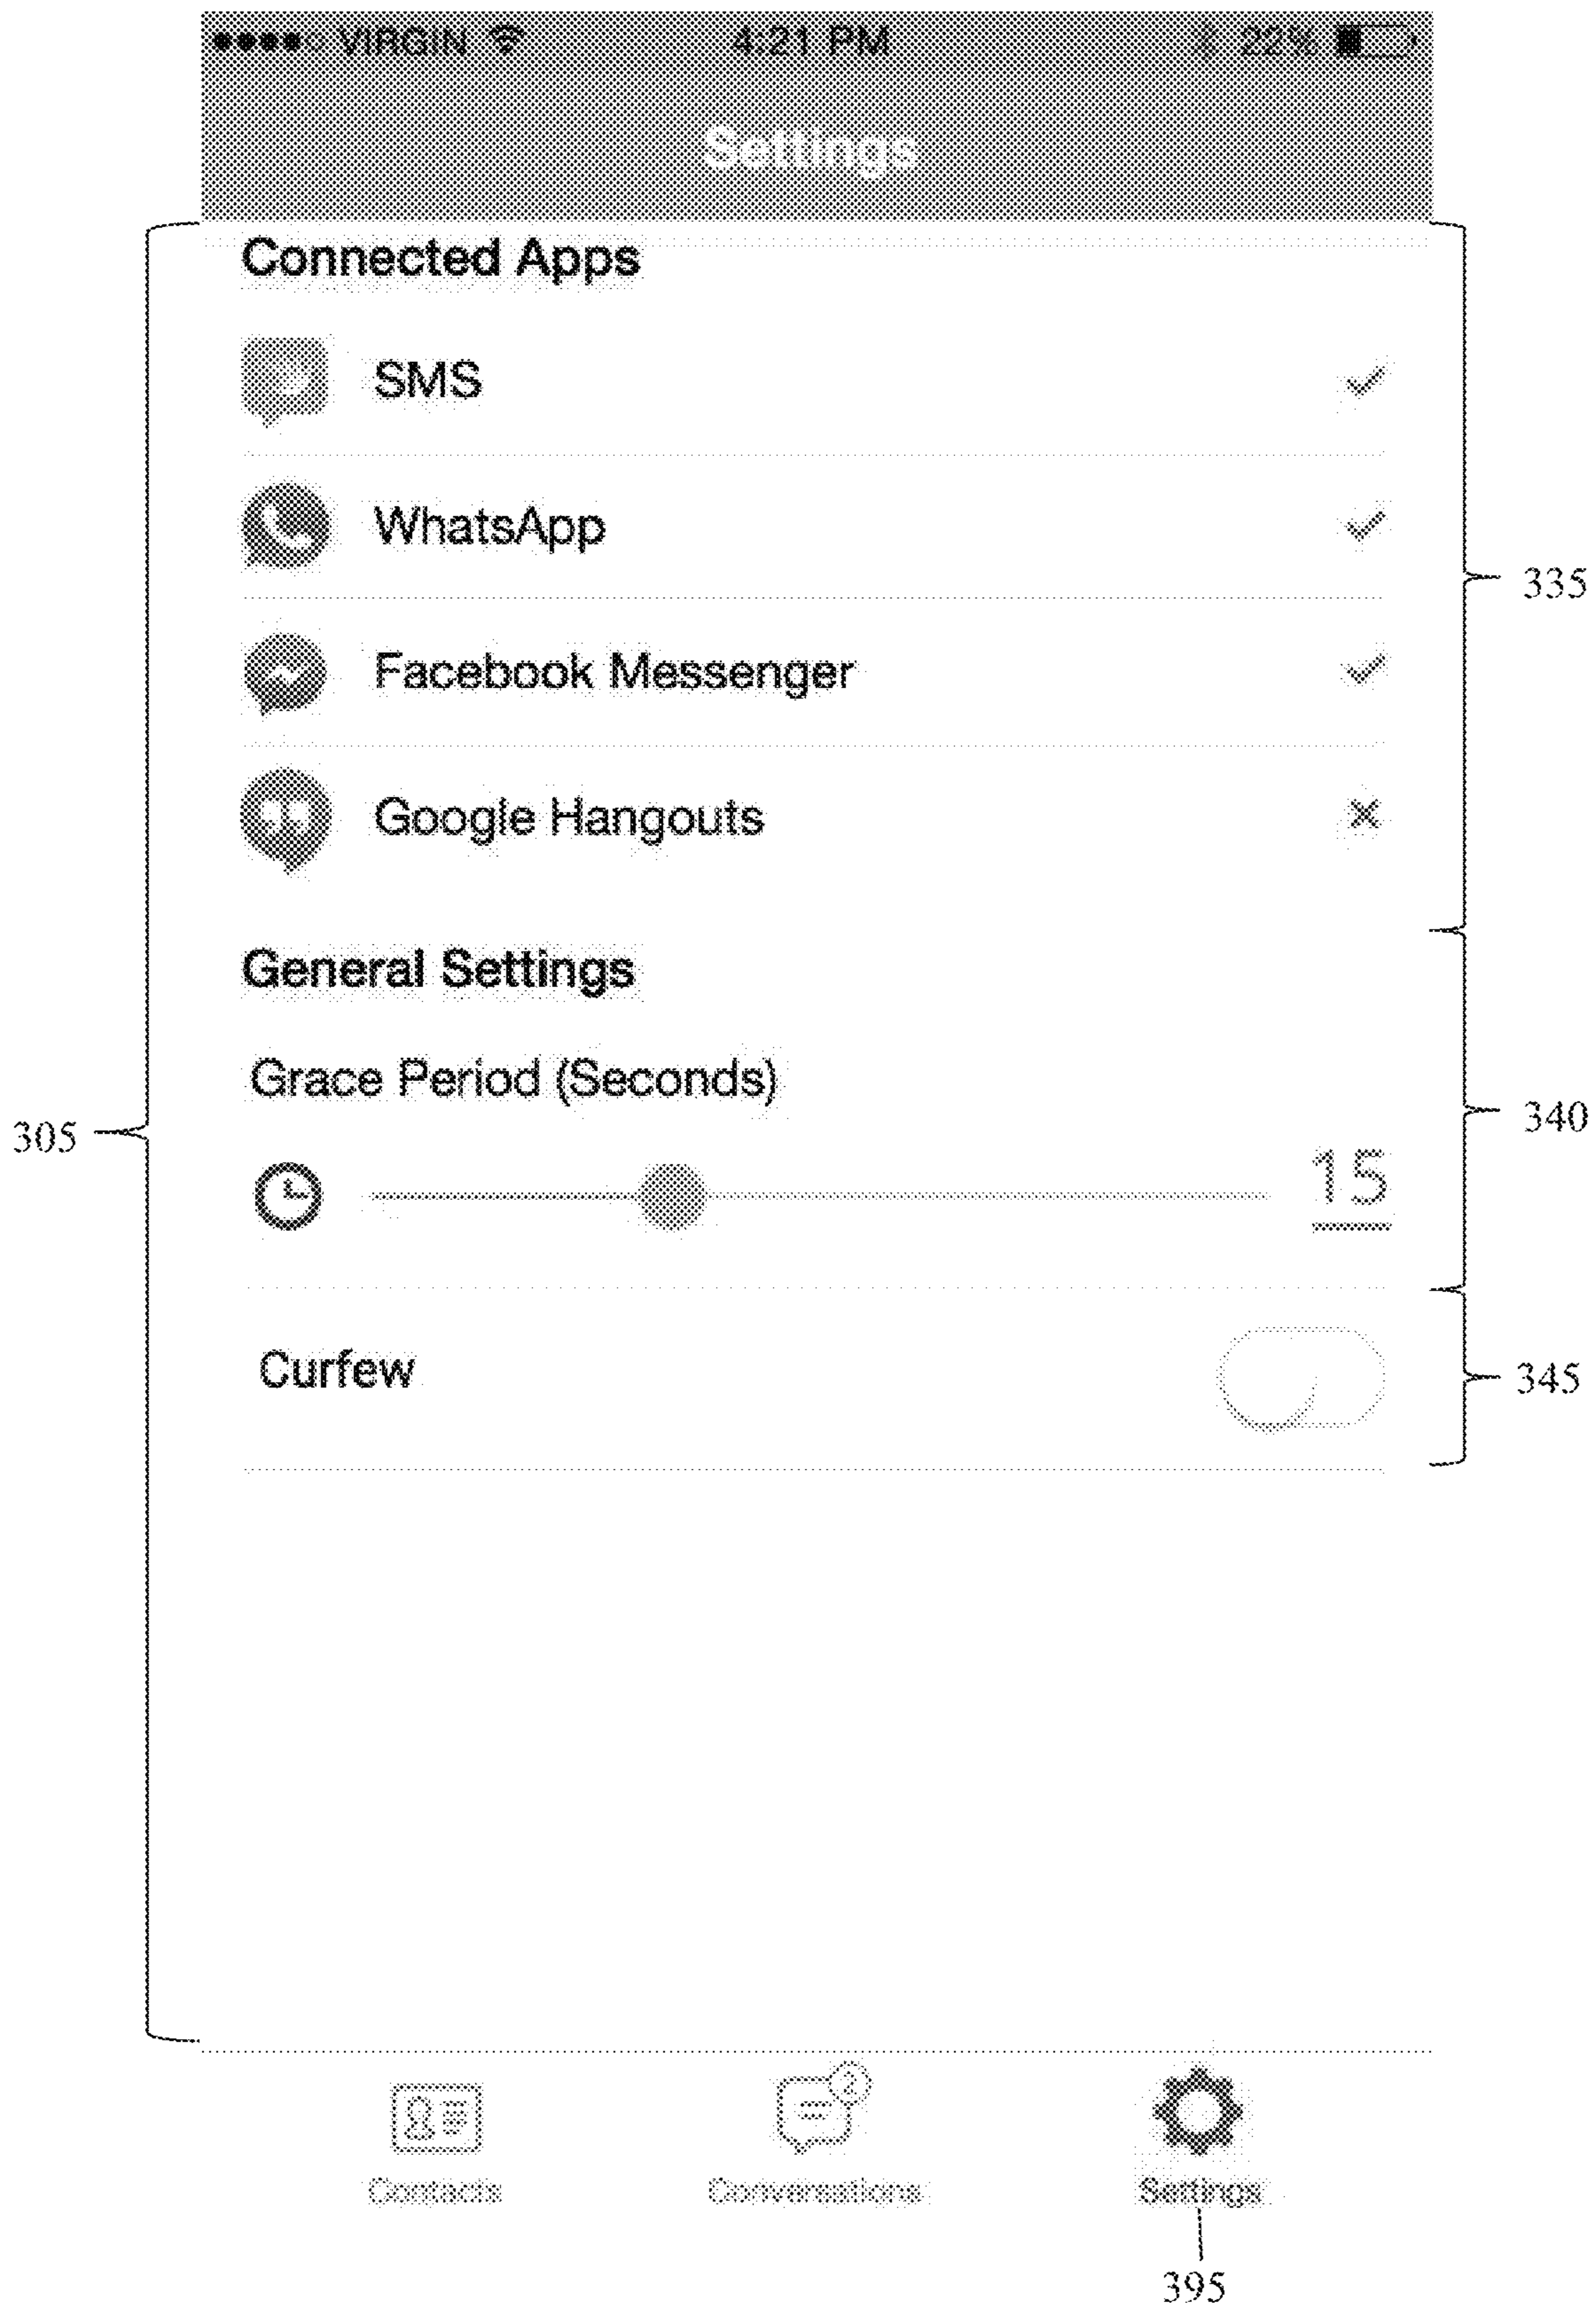 VIRGIN 4:21 PM 22%
Settings
Connected Apps
SMS
WhatsApp
335
Facebook Messenger
Google Hangouts
General Settings
Grace Period (Seconds)
305
340
15
Curfew
345
2
Contacts Conversations Settings
395